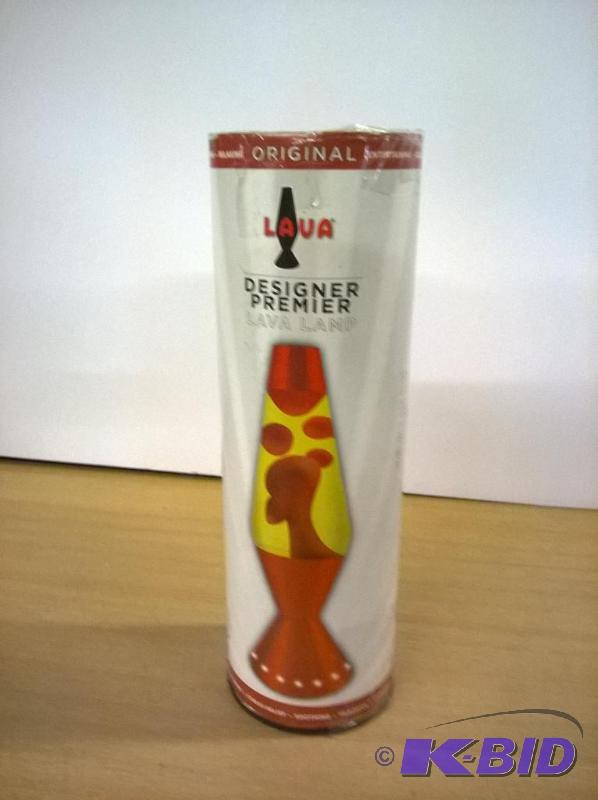 ORIGINAL
LAVA
DESIGNER
PREMIER
LAVA LAMP
© K-BID